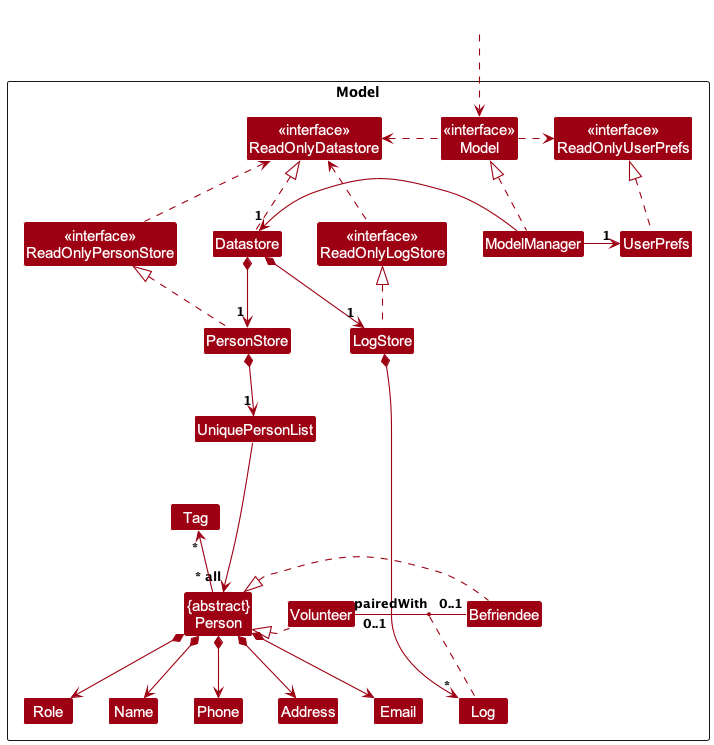 Model
«interface»
ReadOnlyDatastore
«interface»
Model
«interface»
ReadOnlyUserPrefs
«interface»
ReadOnlyPersonStore
1
Datastore
«interface»
ReadOnlyLogStore
ModelManager
1
UserPrefs
1
PersonStore
1
LogStore
1
UniquePersonList
Tag
*
* all
{abstract}
Person
Volunteer
pairedWith
0..1
0..1
Befriendee
*
Role
Name
Phone
Address
Email
Log